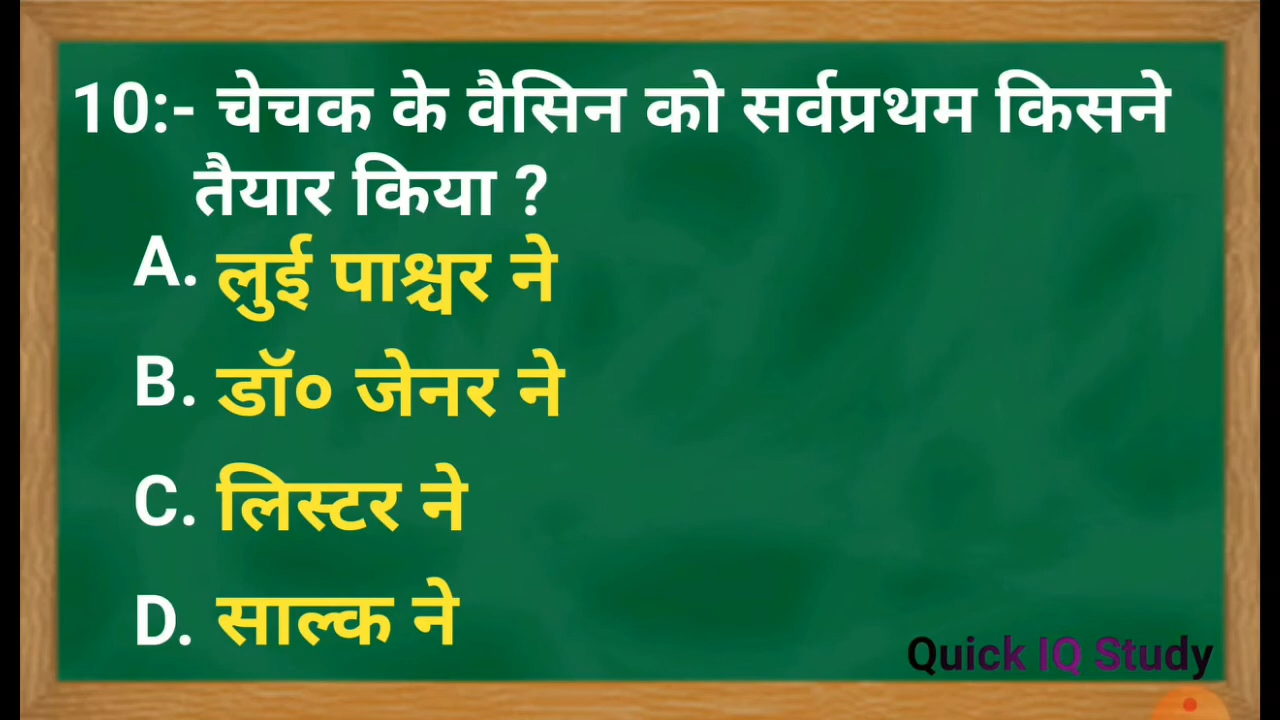 10:- चेचक के वैसिन को सर्वप्रथम किसने
तैयार किया ?
A. लुई पाश्चर ने
B. डॉ० जेनर ने
C. लिस्टर ने
D. साल्क ने
Quick IQ Study